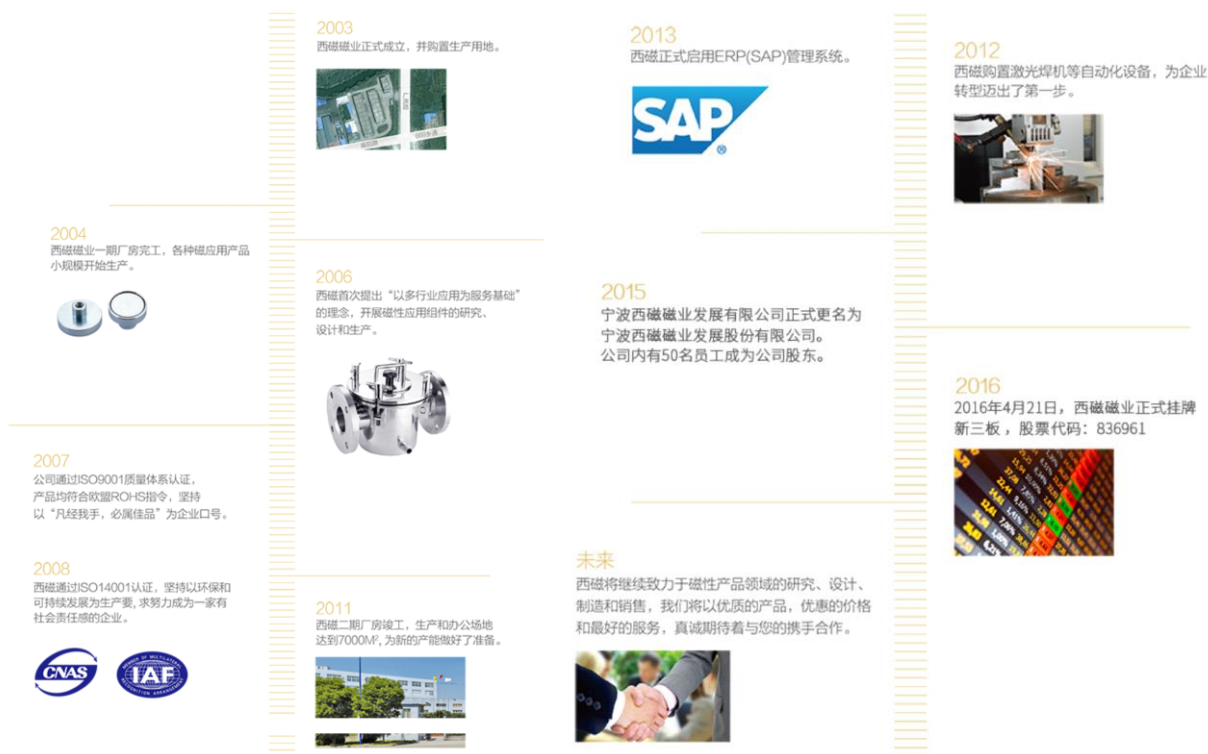 2003
西磁磁业正式成立，并购置生产用地。
2004
西磁磁业一期厂房完工，各种磁应用产品
小规模开始生产。
2006
西磁首次提出“以多行业应用为服务基础”
的理念，开展磁性应用组件的研究、
设计和生产。
2007
公司通过ISO9001质量体系认证，
产品均符合欧盟ROHS指令，坚持
以“凡经我手，必属佳品”为企业口号。
2008
西磁通过ISO14001认证，坚持以环保和
可持续发展为生产要, 求努力成为一家有
社会责任感的企业。
CNAS
IAF
2011
西磁二期厂房竣工，生产和办公场地
达到7000M², 为新的产能做好了准备。
2013
西磁正式启用ERP(SAP)管理系统。
SAP
®
2012
西磁购置激光焊机等自动化设备，为企业
转型迈出了第一步。
2015
宁波西磁磁业发展有限公司正式更名为
宁波西磁磁业发展股份有限公司。
公司内有50名员工成为公司股东。
2016
2016年4月21日，西磁磁业正式挂牌
新三板 ，股票代码：836961
未来
西磁将继续致力于磁性产品领域的研究、设计、
制造和销售，我们将以优质的产品，优惠的价格
和最好的服务，真诚期待着与您的携手合作。